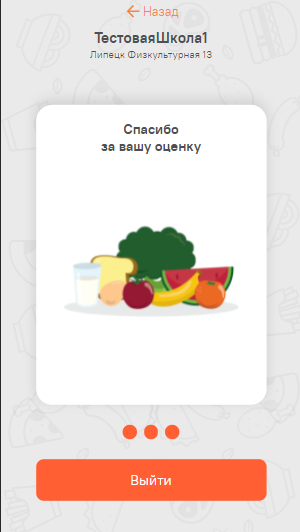 Назад
ТестоваяШкола1
Липецк Физкультурная 13
Спасибо
за вашу оценку
Выйти